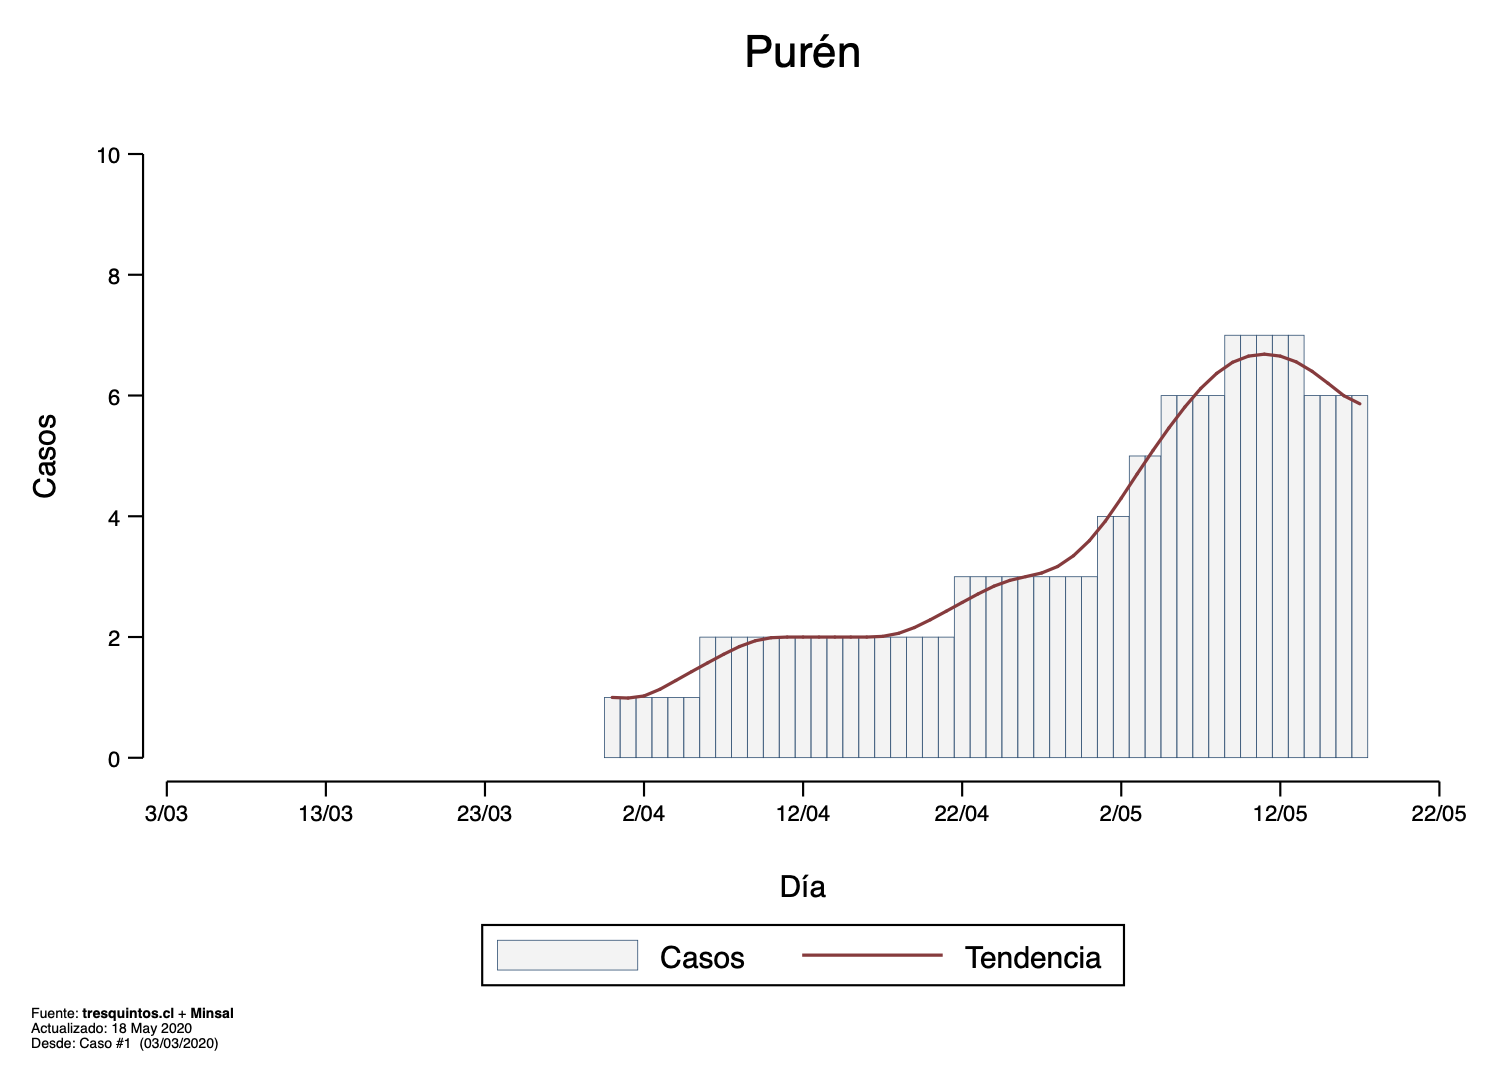 Purén
10
8
6
4
2
0
Casos
3/03 13/03 23/03 2/04 12/04 22/04 2/05 12/05 22/05
Día
Casos Tendencia
Fuente: tresquintos.cl + Minsal
Actualizado: 18 May 2020
Desde: Caso #1 (03/03/2020)